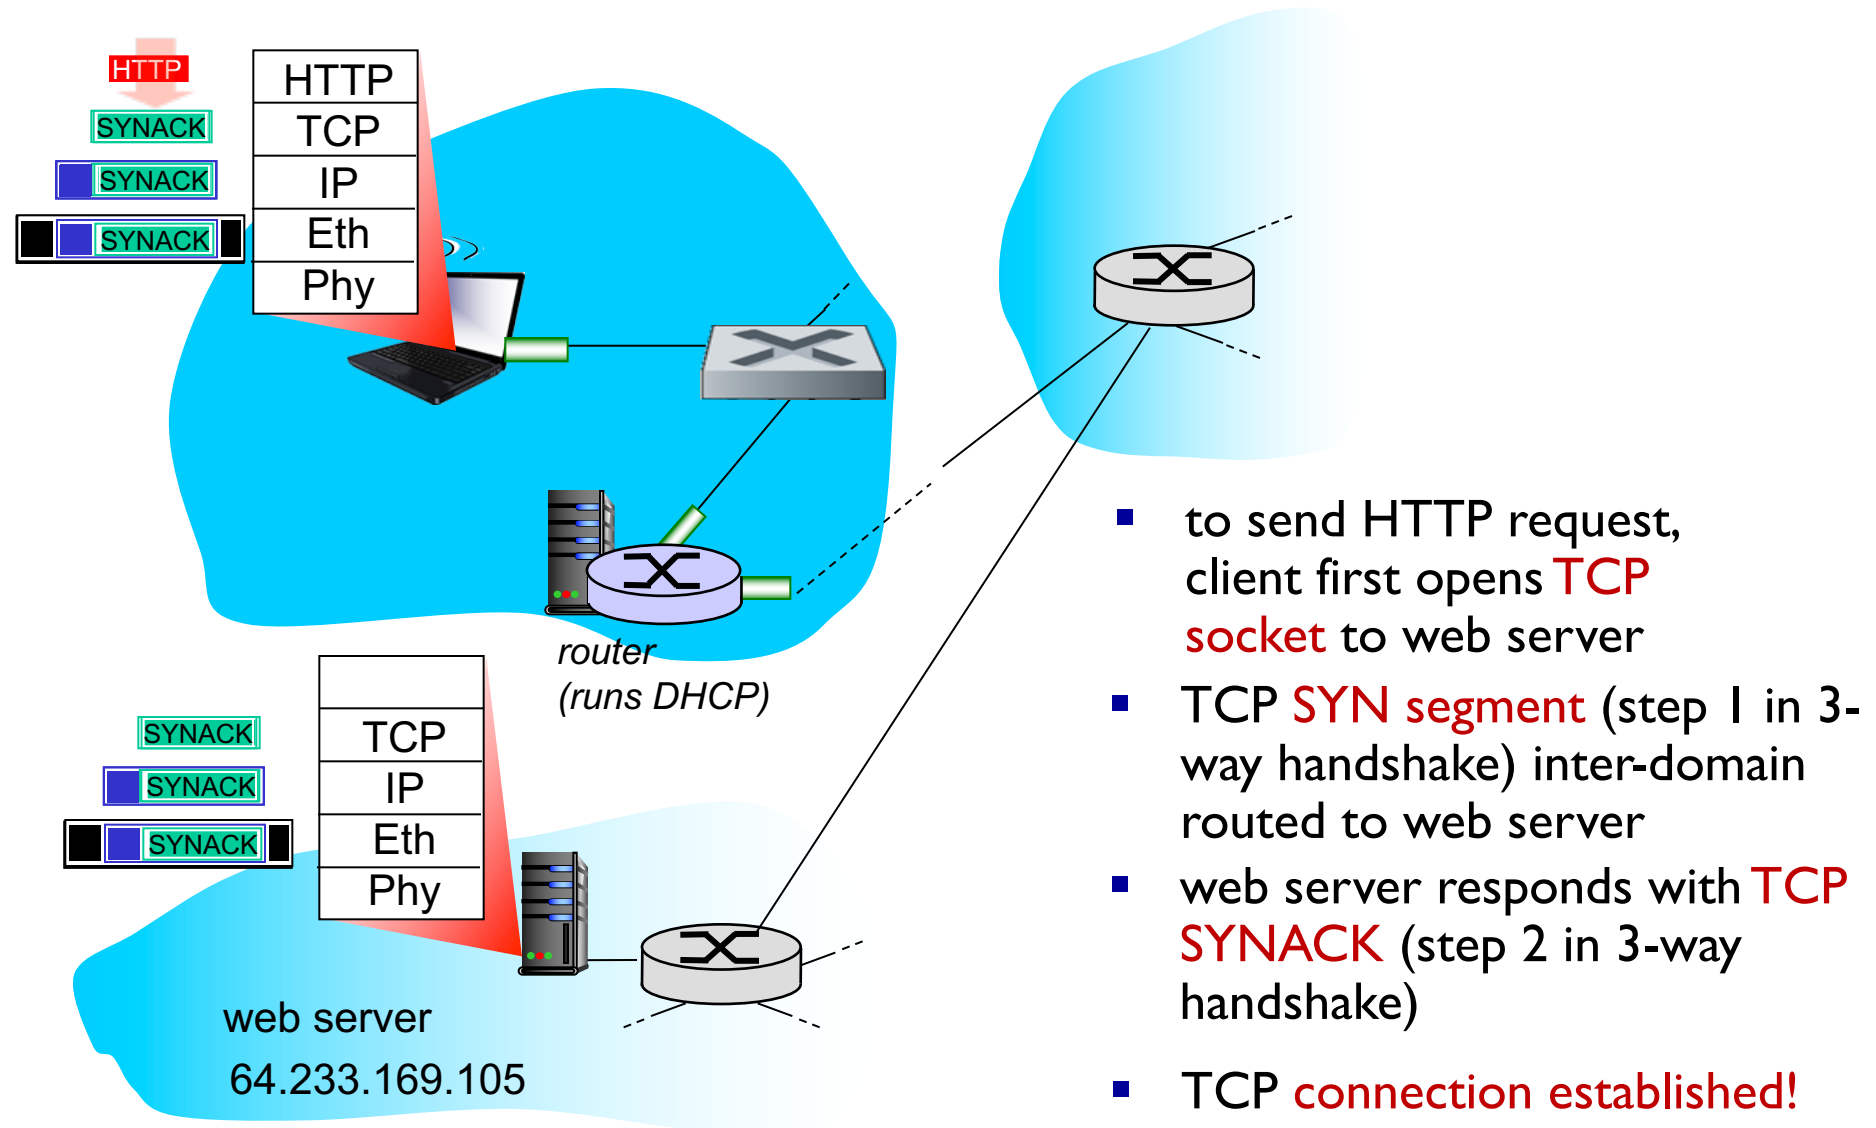 HTTP
SYNACK
SYNACK
SYNACK
HTTP
TCP
IP
Eth
Phy
router
(runs DHCP)
SYNACK
SYNACK
SYNACK
TCP
IP
Eth
Phy
web server
64.233.169.105
to send HTTP request,
client first opens TCP
socket to web server
TCP SYN segment (step 1 in 3-
way handshake) inter-domain
routed to web server
web server responds with TCP
SYNACK (step 2 in 3-way
handshake)
TCP connection established!